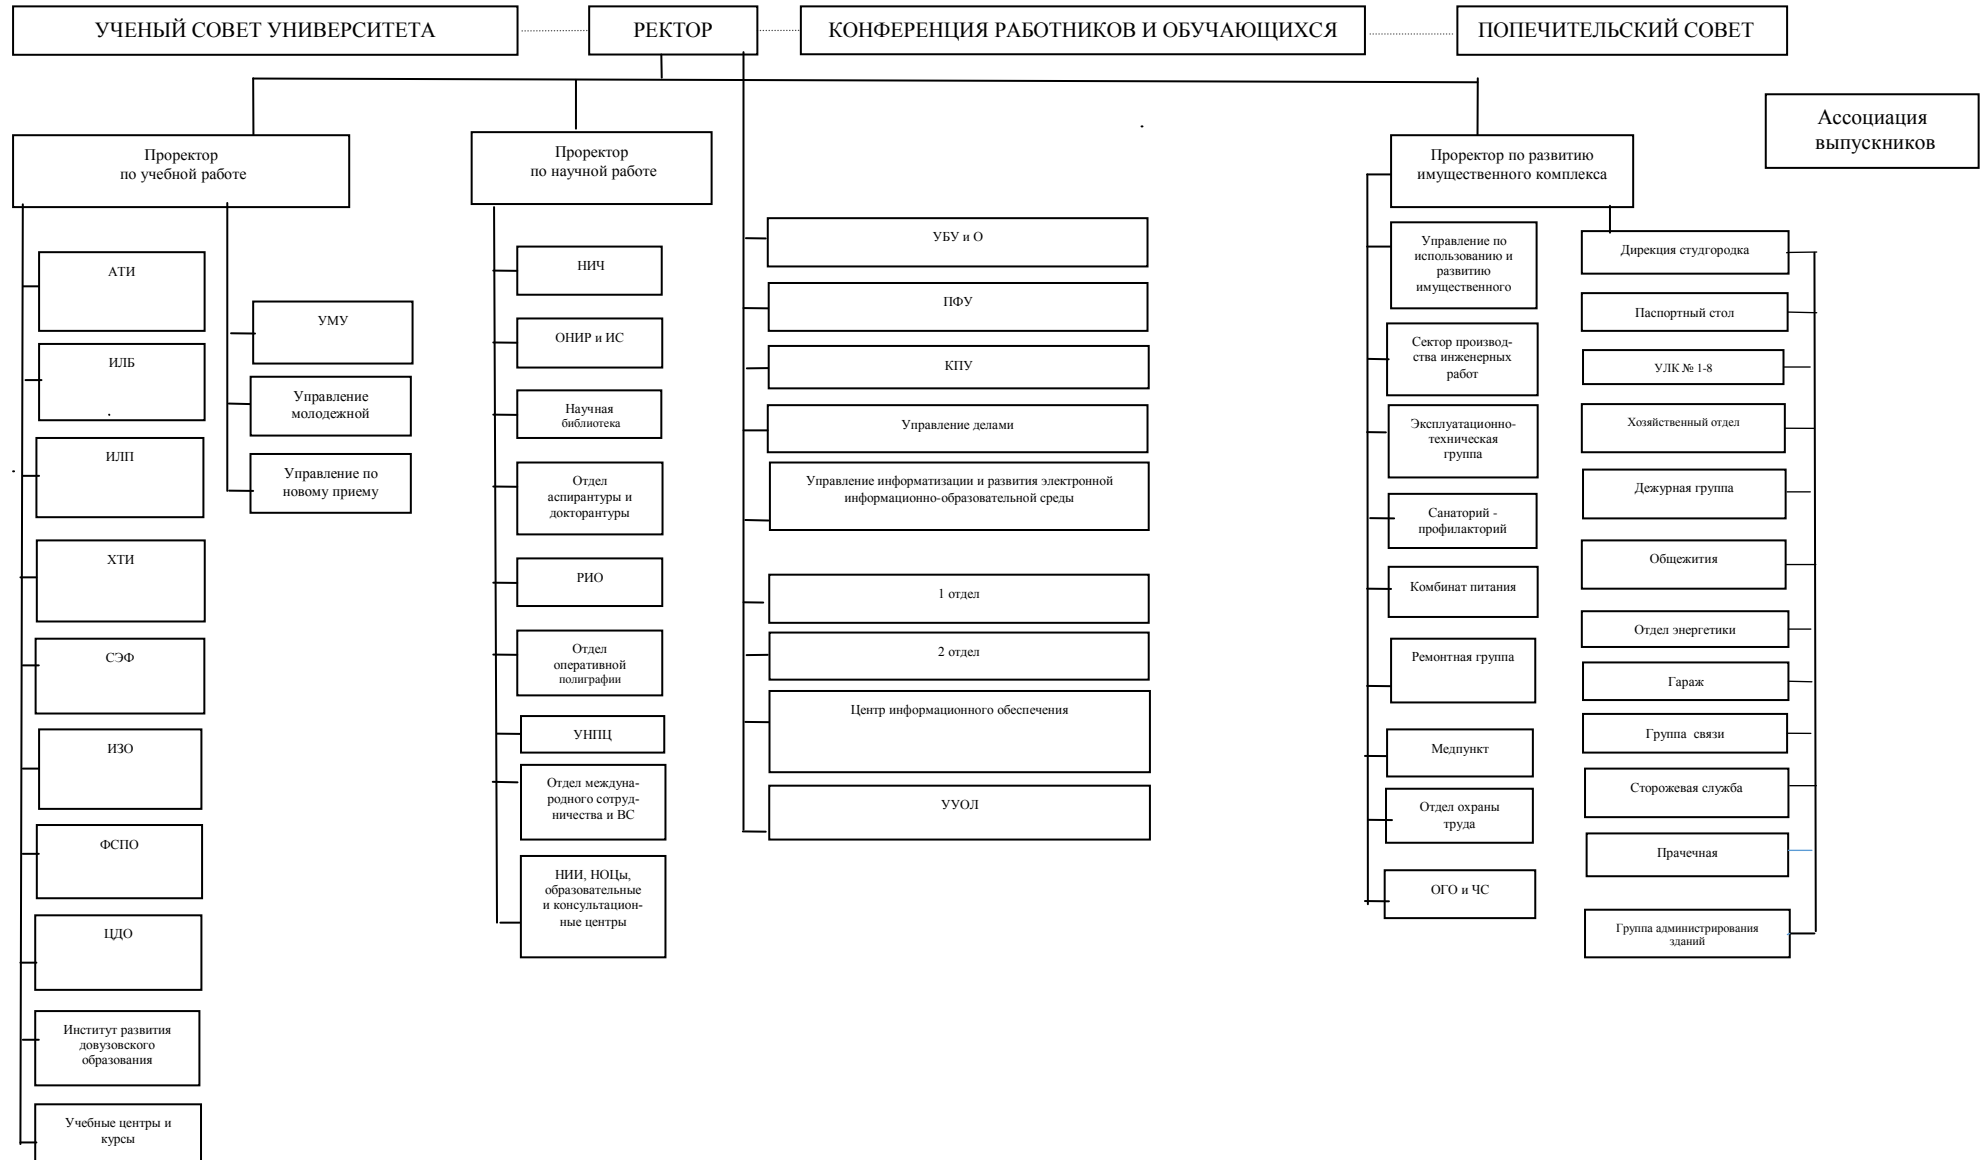 УЧЕНЫЙ СОВЕТ УНИВЕРСИТЕТА
РЕКТОР
КОНФЕРЕНЦИЯ РАБОТНИКОВ И ОБУЧАЮЩИХСЯ
ПОПЕЧИТЕЛЬСКИЙ СОВЕТ
Ассоциация
выпускников
Проректор
по учебной работе
АТИ
ИЛБ
ИЛП
ХТИ
СЭФ
ИЗО
ФСПО
ЦДО
Институт развития
довузовского
образования
Учебные центры и
курсы
УМУ
Управление
молодежной
Управление по
новому приему
Проректор
по научной работе
НИЧ
ОНИР и ИС
Научная
библиотека
Отдел
аспирантуры и
докторантуры
РИО
Отдел
оперативной
полиграфии
УНПЦ
Отдел междуна-
родного сотруд-
ничества и ВС
НИИ, НОЦы,
образовательные
и консультацион-
ные центры
УБУ и О
ПФУ
КПУ
Управление делами
Управление информатизации и развития электронной
информационно-образовательной среды
1 отдел
2 отдел
Центр информационного обеспечения
УУОЛ
Проректор по развитию
имущественного комплекса
Управление по
использованию и
развитию
имущественного
Сектор производ-
ства инженерных
работ
Эксплуатационно-
техническая
группа
Санаторий -
профилакторий
Комбинат питания
Ремонтная группа
Медпункт
Отдел охраны
труда
ОГО и ЧС
Дирекция студгородка
Паспортный стол
УЛК № 1-8
Хозяйственный отдел
Дежурная группа
Общежития
Отдел энергетики
Гараж
Группа связи
Сторожевая служба
Прачечная
Группа администрирования
зданий